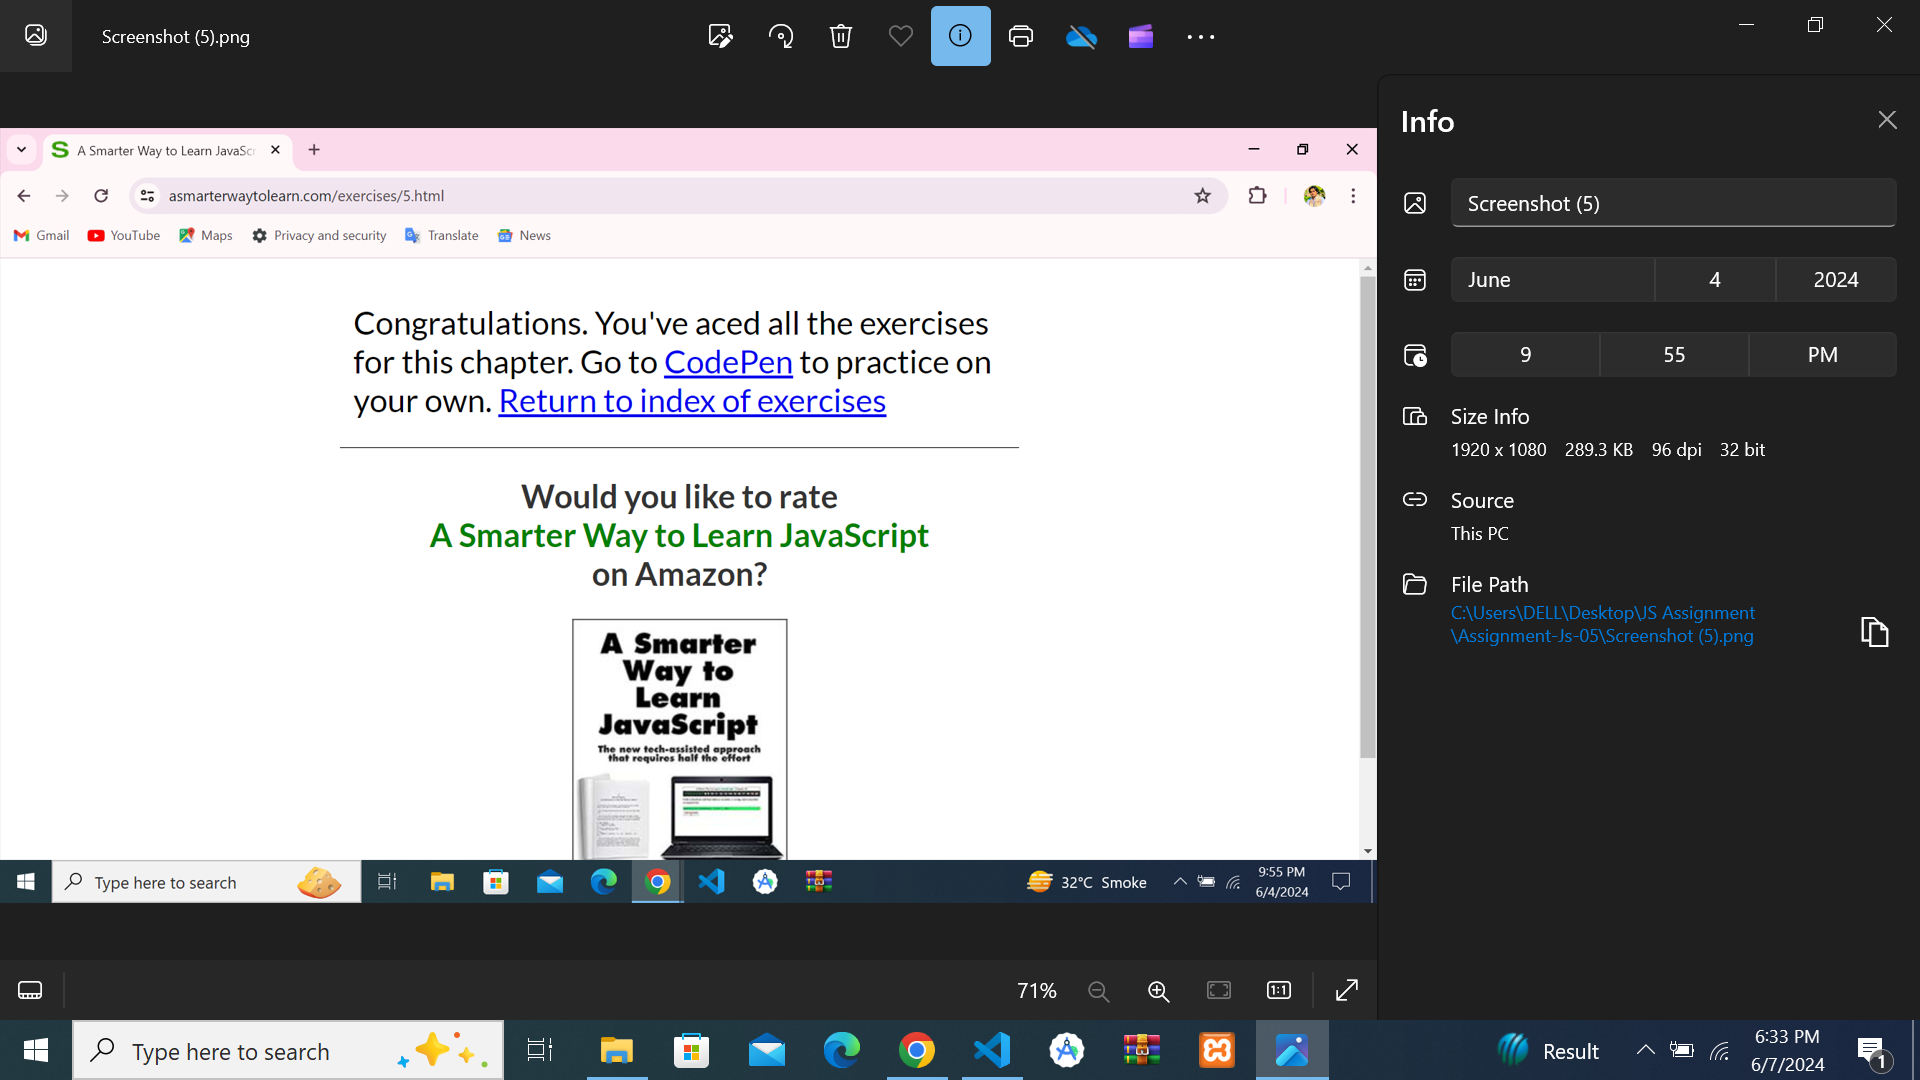 Screenshot (5).png
A Smarter Way to Learn JavaSc
asmarterwaytolearn.com/exercises/5.html
Gmail
YouTube
Maps
Privacy and security
Translate
News
Congratulations. You've aced all the exercises
for this chapter. Go to CodePen to practice on
your own. Return to index of exercises
Would you like to rate
A Smarter Way to Learn JavaScript
on Amazon?
A Smarter
Way to
Learn
JavaScript
The new tech-assisted approach
that requires half the effort
Type here to search
32°C Smoke
9:55 PM
6/4/2024
71%
1:1
Info
Screenshot (5)
June 4 2024
9 55 PM
Size Info
1920 x 1080 289.3 KB 96 dpi 32 bit
Source
This PC
File Path
C:\Users\DELL\Desktop\JS Assignment
\Assignment-Js-05\Screenshot (5).png
Type here to search
Result
6:33 PM
6/7/2024
1